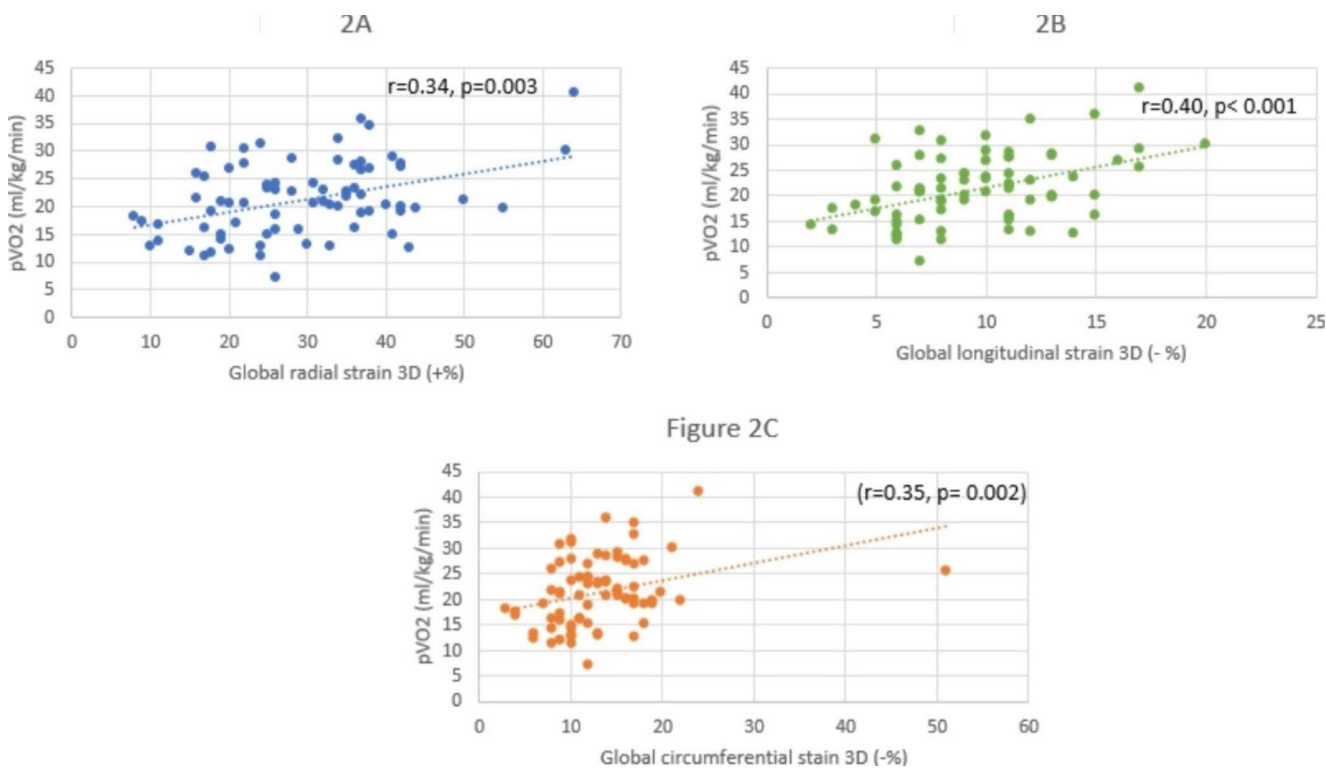 2A
r=0.34, p=0.003
pVO2 (ml/kg/min)
45
40
35
30
25
20
15
10
5
0
0 10 20 30 40 50 60 70
Global radial strain 3D (+%)
2B
r=0.40, p< 0.001
pVO2 (ml/kg/min)
45
40
35
30
25
20
15
10
5
0
0 5 10 15 20 25
Global longitudinal strain 3D (- %)
Figure 2C
(r=0.35, p= 0.002)
pVO2 (ml/kg/min)
45
40
35
30
25
20
15
10
5
0
0 10 20 30 40 50 60
Global circumferential stain 3D (-%)